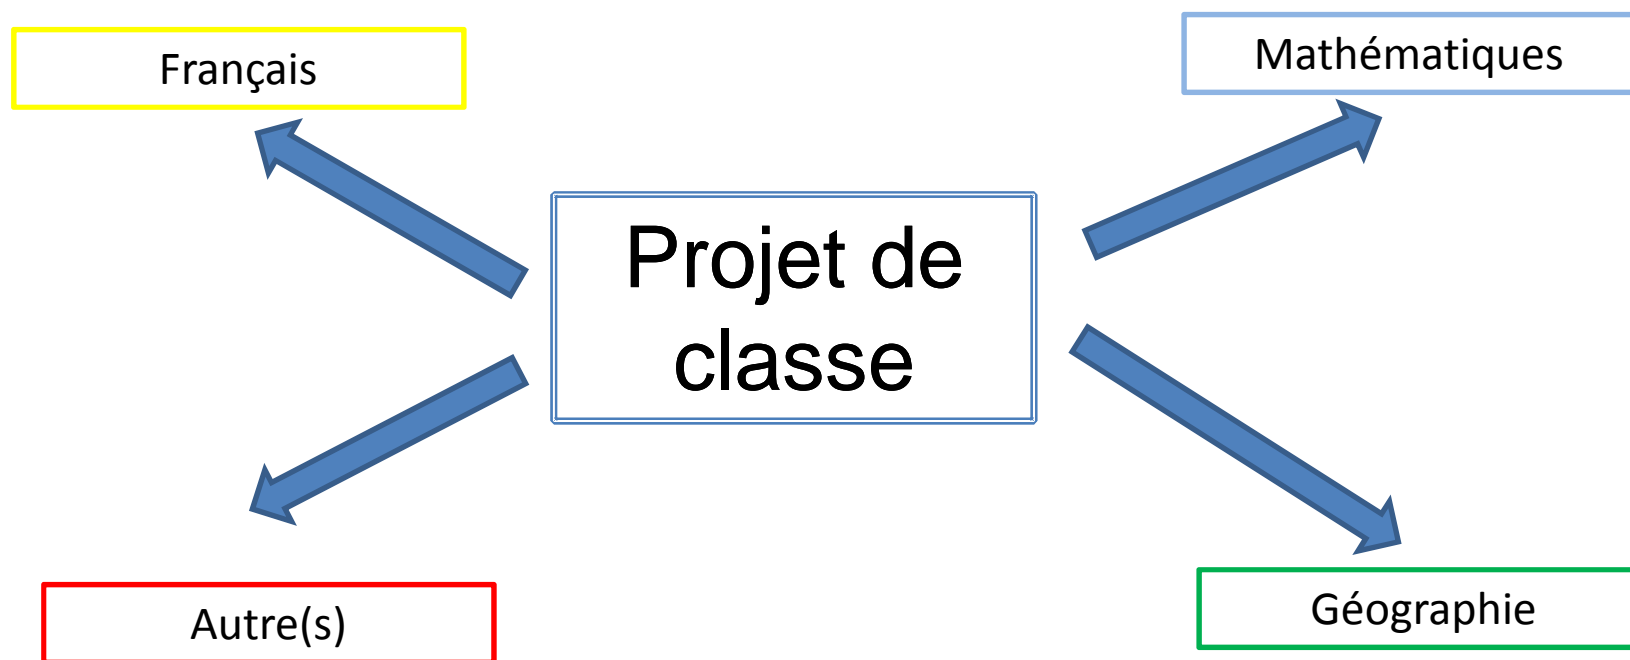 Français
Mathématiques
Projet de
classe
Autre(s)
Géographie